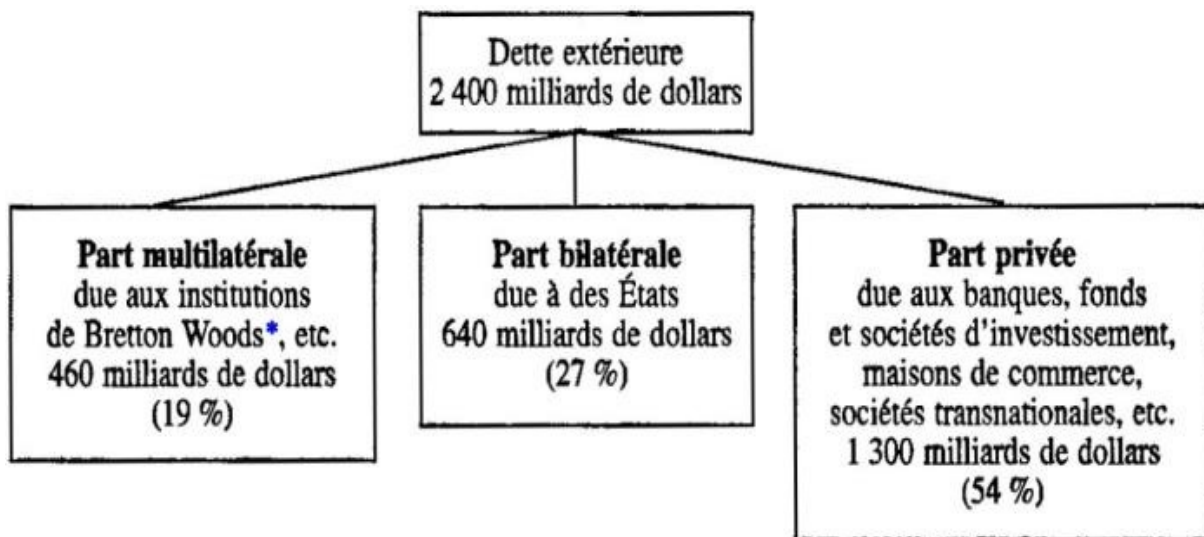 Dette extérieure
2 400 milliards de dollars
Part multilatérale
due aux institutions
de Bretton Woods*, etc.
460 milliards de dollars
(19 %)
Part bilatérale
due à des États
640 milliards de dollars
(27 %)
Part privée
due aux banques, fonds
et sociétés d'investissement,
maisons de commerce,
sociétés transnationales, etc.
1 300 milliards de dollars
(54 %)